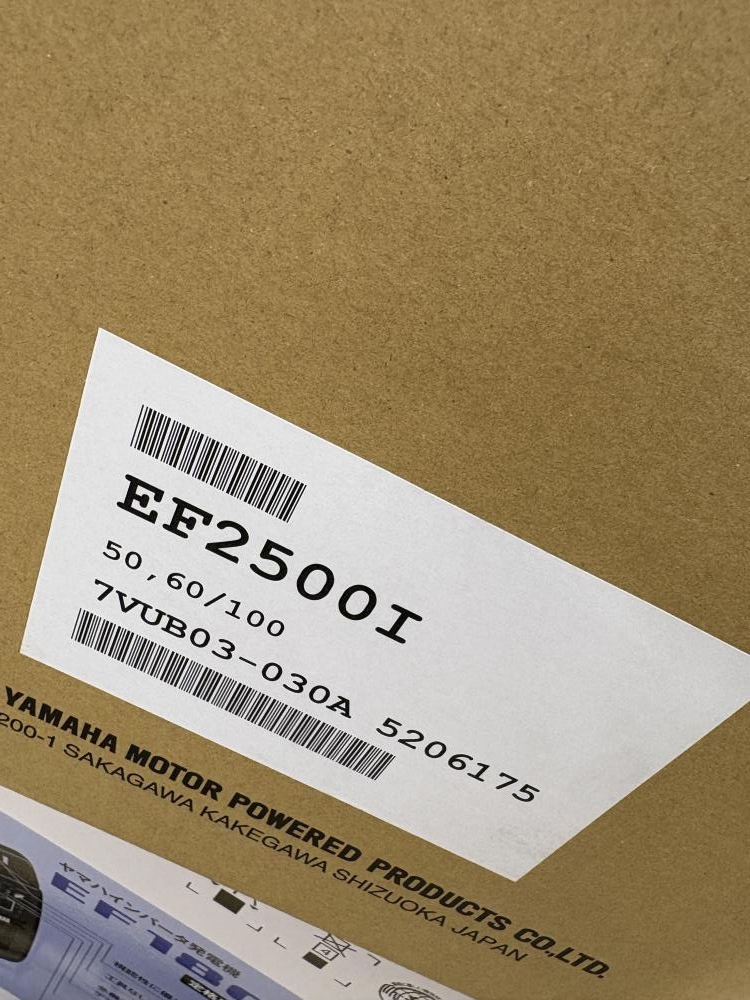 EF2500I
50,60/100
7VUB03-030A 5206175
YAMAHA MOTOR POWERED PRODUCTS CO.,LTD.
200-1 SAKAGAWA KAKEGAWA SHIZUOKA JAPAN
ヤマハインバータ発電機
4